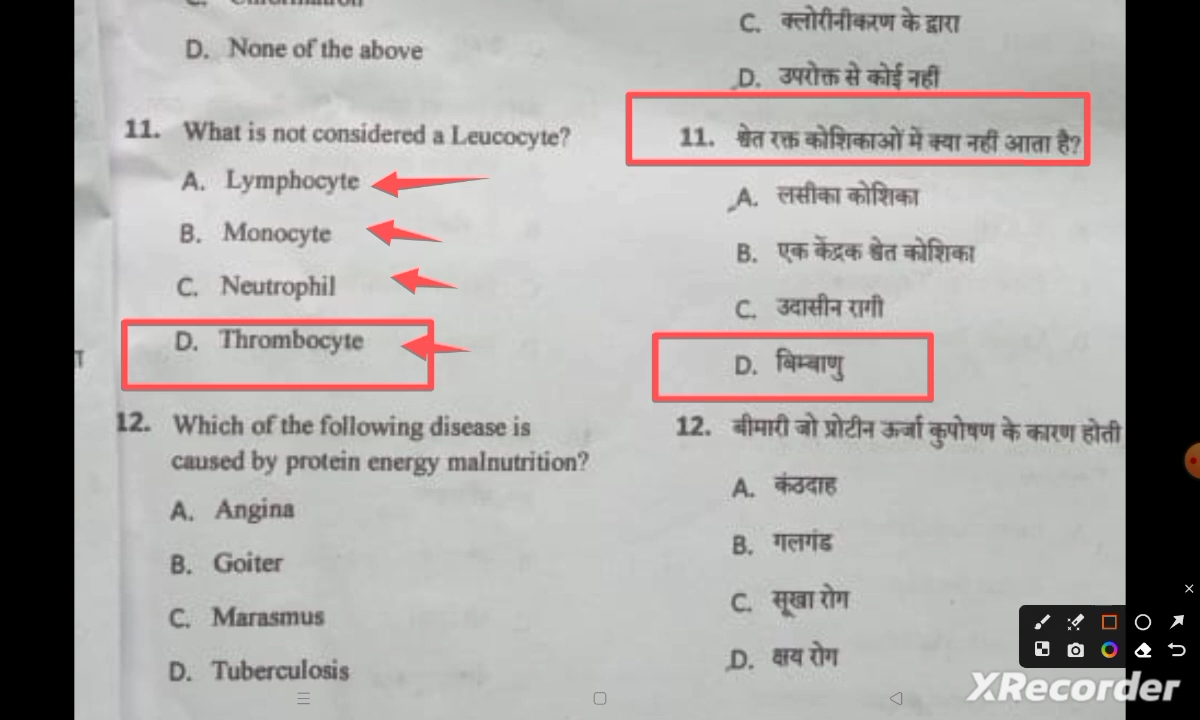 D. None of the above
11. What is not considered a Leucocyte?
A. Lymphocyte
B. Monocyte
C. Neutrophil
D. Thrombocyte
12. Which of the following disease is
caused by protein energy malnutrition?
A. Angina
B. Goiter
C. Marasmus
D. Tuberculosis
C. क्लोरीनीकरण के द्वारा
D. उपरोक्त से कोई नहीं
11. श्वेत रक्त कोशिकाओं में क्या नहीं आता है?
A. लसीका कोशिका
B. एक केंद्रक श्वेत कोशिका
C. उदासीन रागी
D. बिम्बाणु
12. बीमारी जो प्रोटीन ऊर्जा कुपोषण के कारण होती
A. कंठदाह
B. गलगंड
C. सूखा रोग
D. क्षय रोग
XRecorder